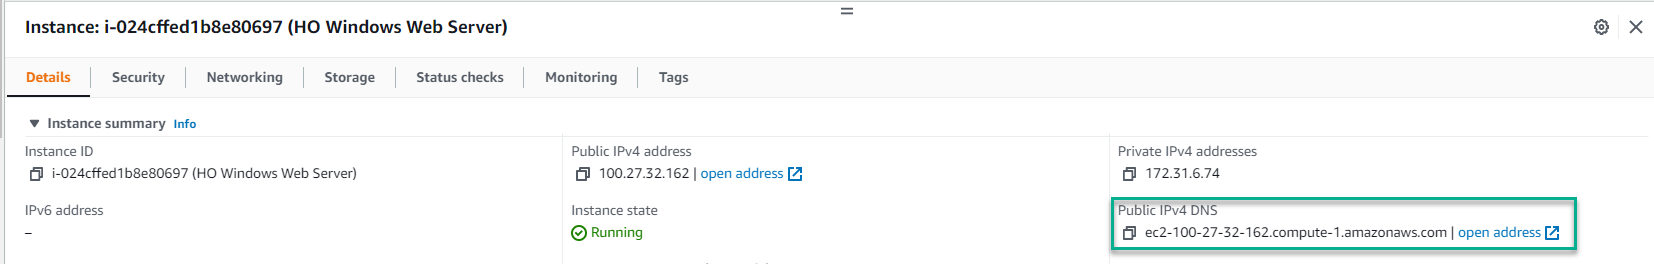 Instance: i-024cffed1b8e80697 (HO Windows Web Server)
Details Security Networking Storage Status checks Monitoring Tags
Instance summary Info
Instance ID
i-024cffed1b8e80697 (HO Windows Web Server)
Public IPv4 address
100.27.32.162 | open address
Private IPv4 addresses
172.31.6.74
IPv6 address
–
Instance state
Running
Public IPv4 DNS
ec2-100-27-32-162.compute-1.amazonaws.com | open address